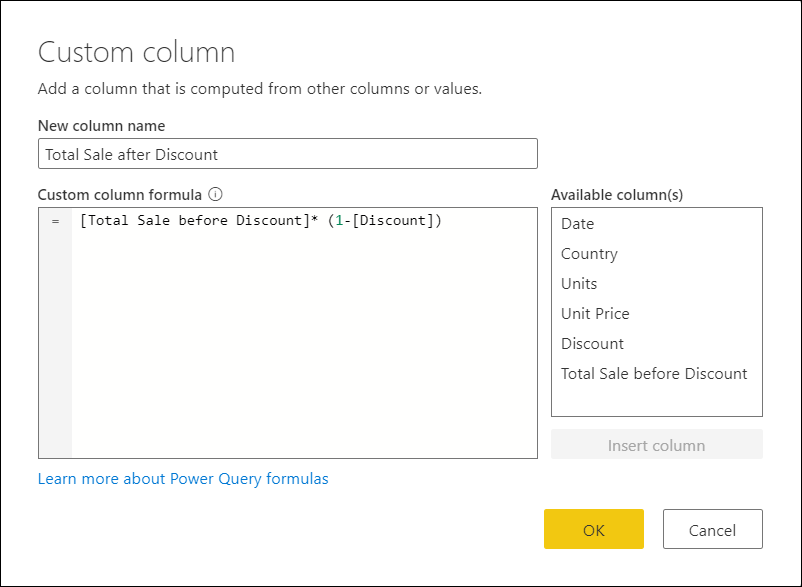 Custom column
Add a column that is computed from other columns or values.
New column name
Total Sale after Discount
Custom column formula
= [Total Sale before Discount]* (1-[Discount])
Available column(s)
Date
Country
Units
Unit Price
Discount
Total Sale before Discount
Insert column
Learn more about Power Query formulas
OK
Cancel